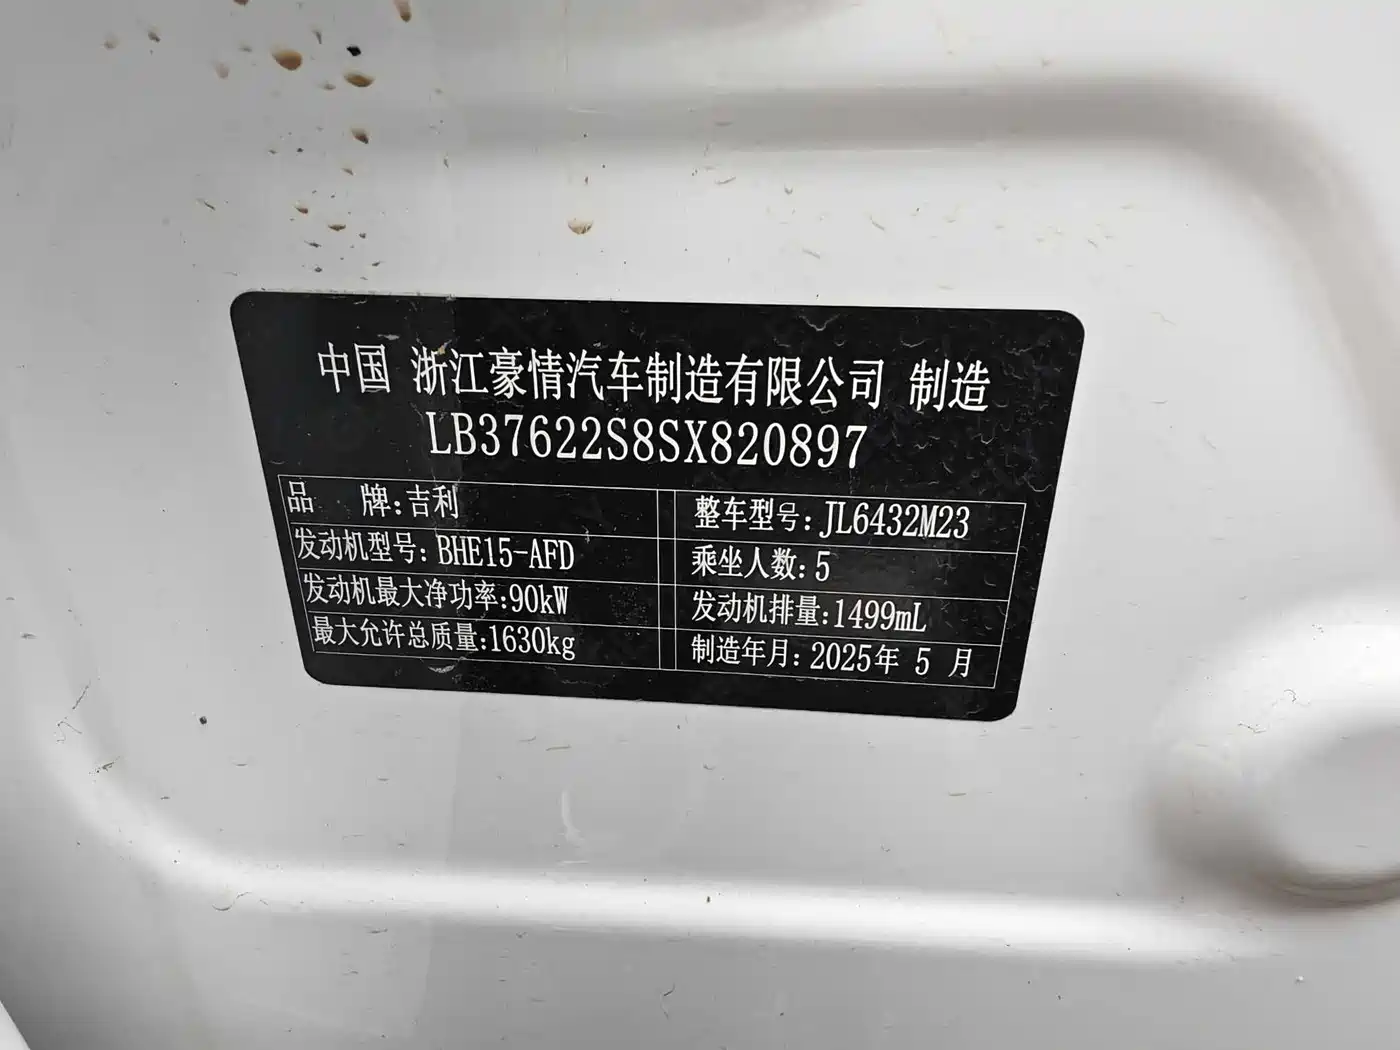 中国 浙江豪情汽车制造有限公司 制造
LB37622S8SX820897
品 牌:吉利
整车型号:JL6432M23
发动机型号:BHE15-AFD
乘坐人数:5
发动机最大净功率:90kW
发动机排量:1499mL
最大允许总质量:1630kg
制造年月:2025年 5 月